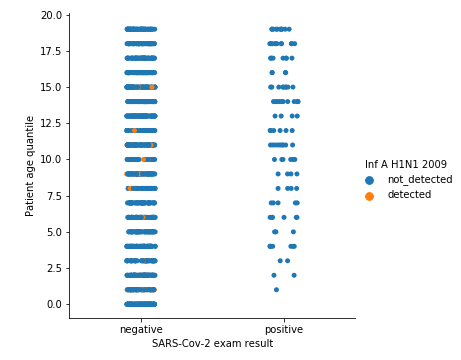 20.0
17.5
15.0
12.5
10.0
7.5
5.0
2.5
0.0
Patient age quantile
negative
positive
SARS-Cov-2 exam result
Inf A H1N1 2009
not_detected
detected